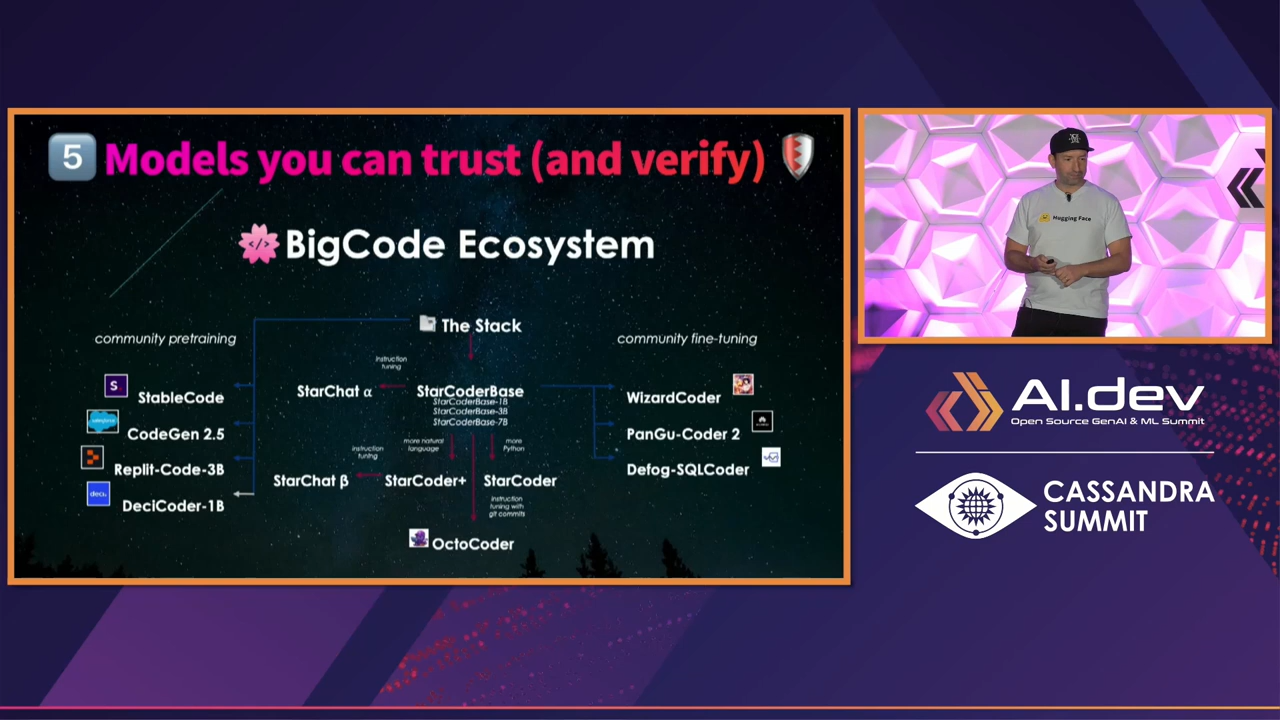 5 Models you can trust (and verify)
BigCode Ecosystem
The Stack
community pretraining
community fine-tuning
instruction
tuning
StableCode
StarChat α
StarCoderBase
StarCoderBase-1B
StarCoderBase-3B
StarCoderBase-7B
WizardCoder
CodeGen 2.5
PanGu-Coder 2
instruction
tuning
more natural
language
more
Python
Replit-Code-3B
Defog-SQLCoder
StarChat β
StarCoder+
StarCoder
deci.
DeciCoder-1B
instruction
tuning with
git commits
OctoCoder
Hugging Face
AI.dev
Open Source GenAI & ML Summit
CASSANDRA
SUMMIT